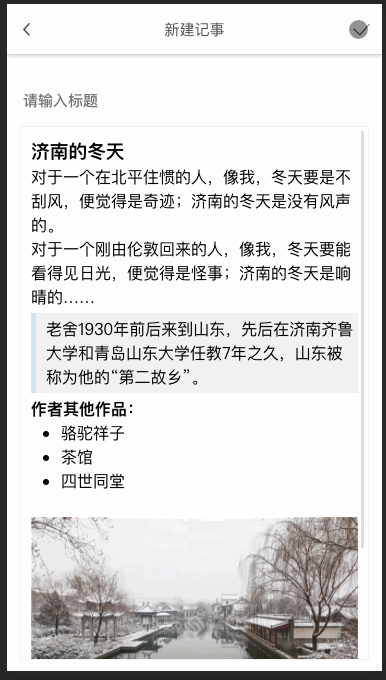 新建记事
请输入标题
济南的冬天
对于一个在北平住惯的人，像我，冬天要是不
刮风，便觉得是奇迹；济南的冬天是没有风声
的。
对于一个刚由伦敦回来的人，像我，冬天要能
看得见日光，便觉得是怪事；济南的冬天是响
晴的……
老舍1930年前后来到山东，先后在济南齐鲁
大学和青岛山东大学任教7年之久，山东被
称为他的“第二故乡”。
作者其他作品：
• 骆驼祥子
• 茶馆
• 四世同堂